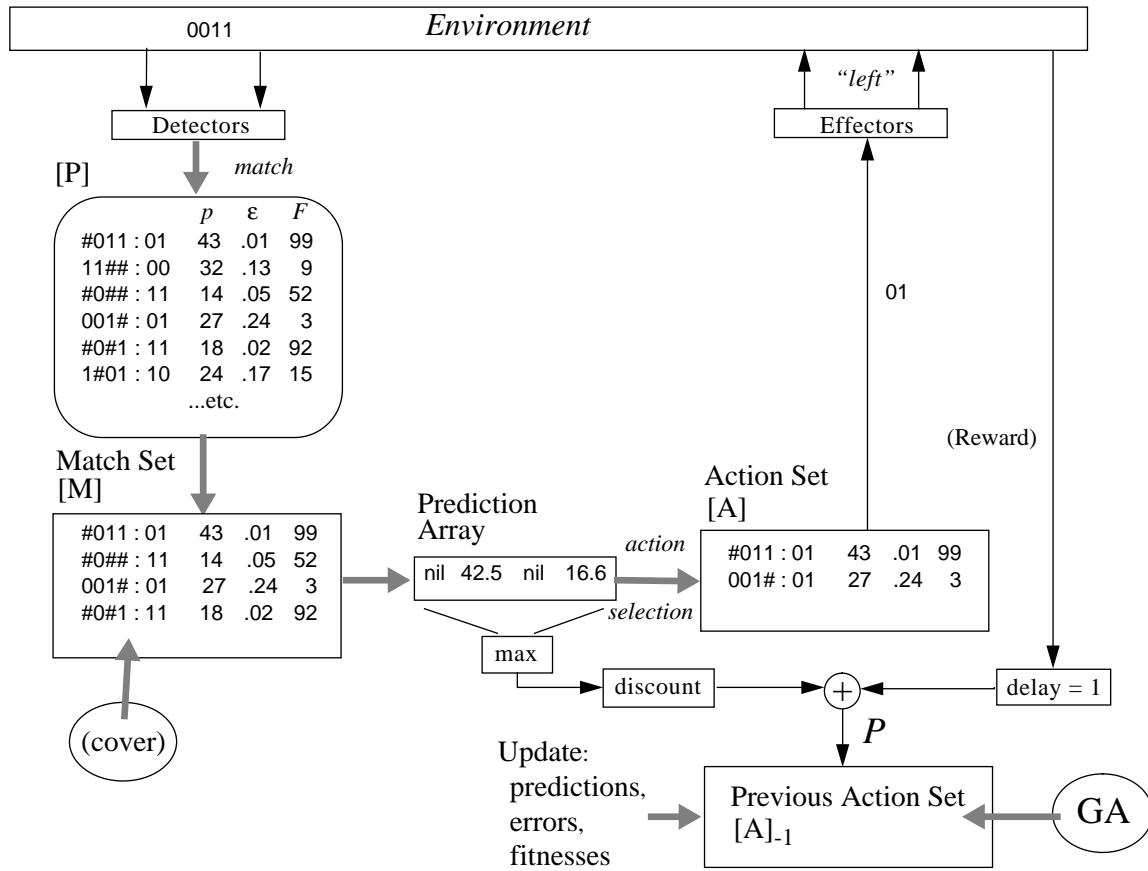 0011
Environment
“left”
Detectors
Effectors
match
[P]
p ε F
#011 : 01 43 .01 99
11## : 00 32 .13 9
#0## : 11 14 .05 52
001# : 01 27 .24 3
#0#1 : 11 18 .02 92
1#01 : 10 24 .17 15
...etc.
01
(Reward)
Match Set
[M]
#011 : 01 43 .01 99
#0## : 11 14 .05 52
001# : 01 27 .24 3
#0#1 : 11 18 .02 92
(cover)
Prediction
Array
nil 42.5 nil 16.6
action
selection
Action Set
[A]
#011 : 01 43 .01 99
001# : 01 27 .24 3
max
discount
+
delay = 1
P
Update:
predictions,
errors,
fitnesses
Previous Action Set
[A]-1
GA